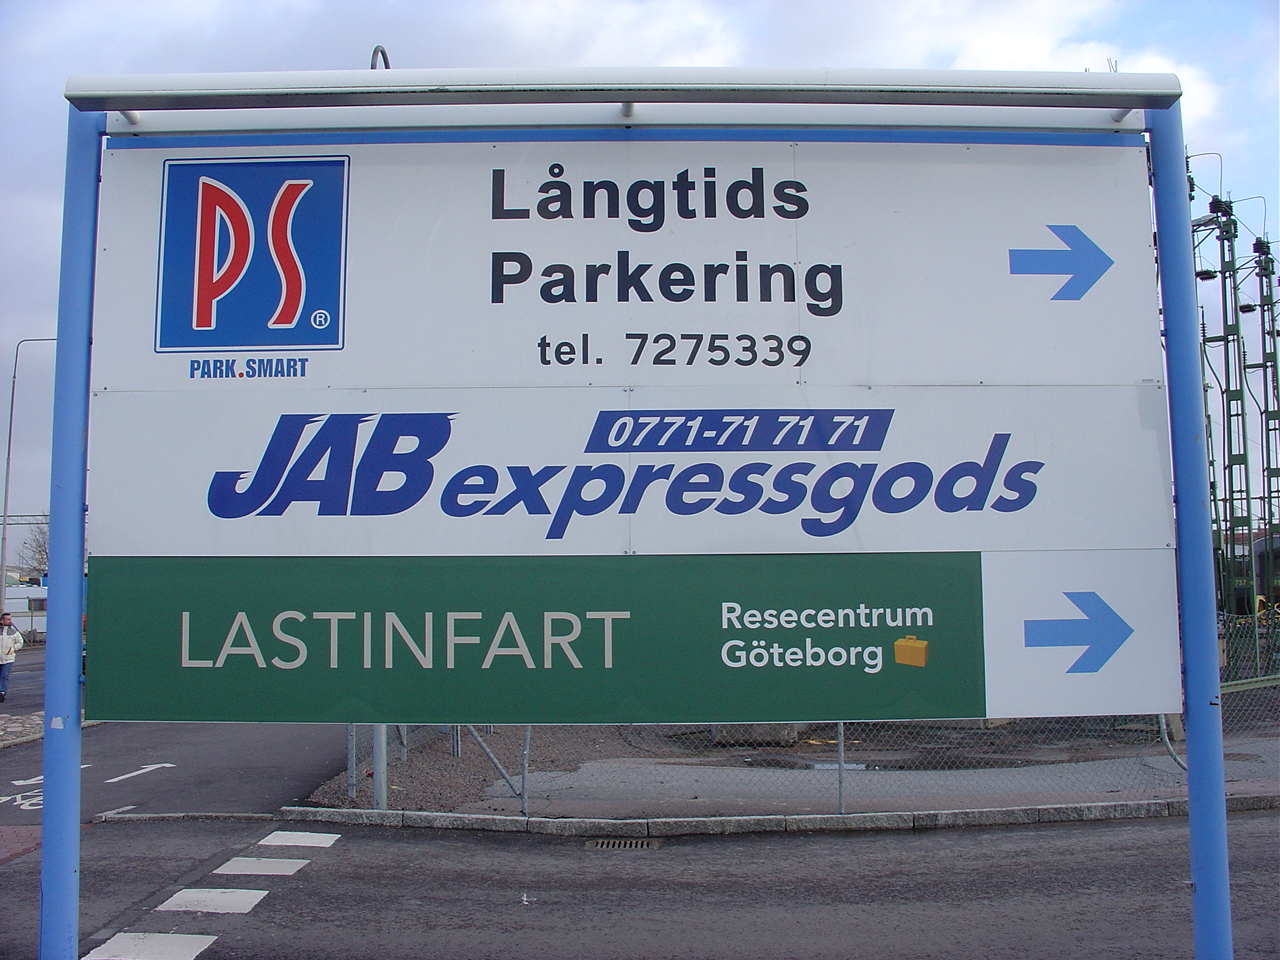 PS®
PARK.SMART
Långtids
Parkering
tel. 7275339
0771-71 71 71
JAB expressgods
LASTINFART
Resecentrum
Göteborg